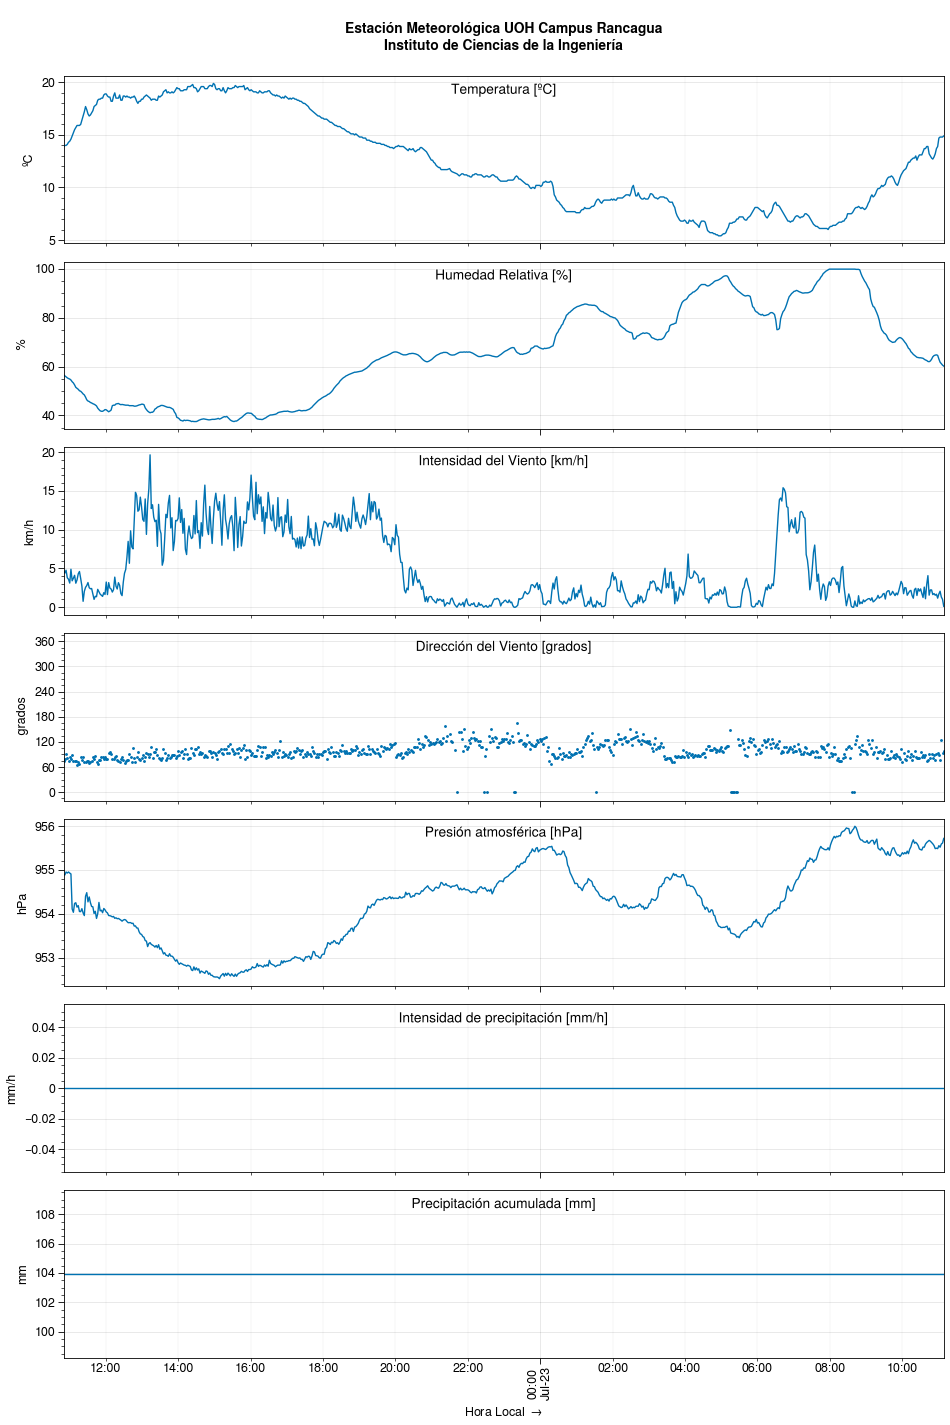 Estación Meteorológica UOH Campus Rancagua
Instituto de Ciencias de la Ingeniería
Temperatura [ºC]
ºC
20
15
10
5
Humedad Relativa [%]
%
100
80
60
40
Intensidad del Viento [km/h]
km/h
20
15
10
5
0
Dirección del Viento [grados]
grados
360
300
240
180
120
60
0
Presión atmosférica [hPa]
hPa
956
955
954
953
Intensidad de precipitación [mm/h]
mm/h
0.04
0.02
0
−0.02
−0.04
Precipitación acumulada [mm]
mm
108
106
104
102
100
12:00 14:00 16:00 18:00 20:00 22:00 00:00 02:00 04:00 06:00 08:00 10:00
Jul-23
Hora Local →